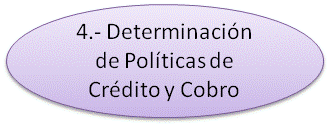 4.- Determinación
de Políticas de
Crédito y Cobro